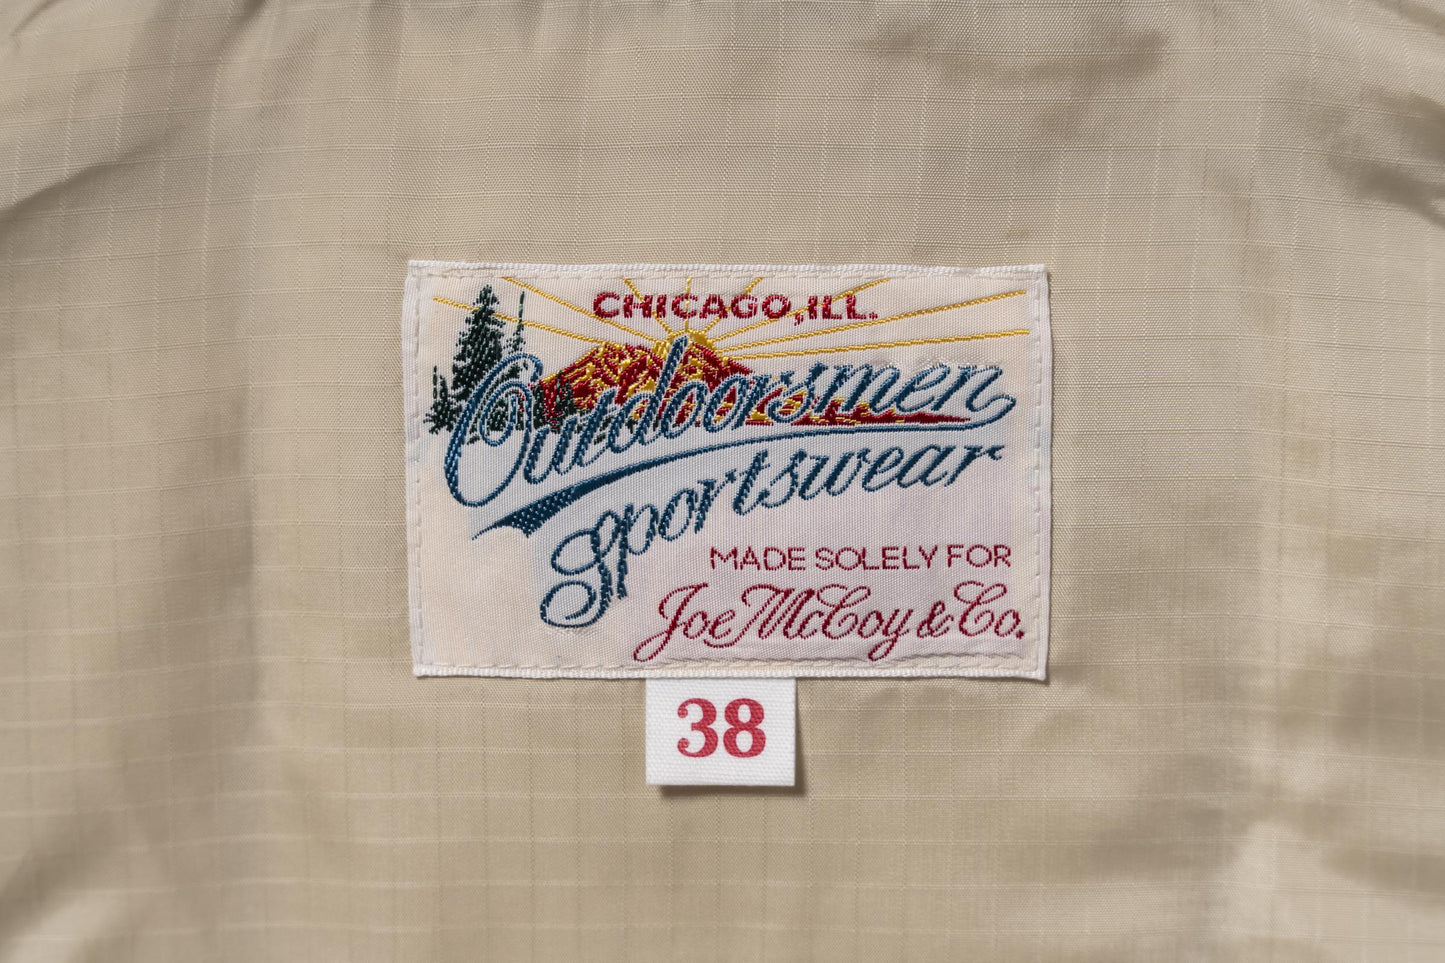 CHICAGO, ILL.
Outdoorsmen
Sportswear
MADE SOLELY FOR
Joe McCoy & Co.
38